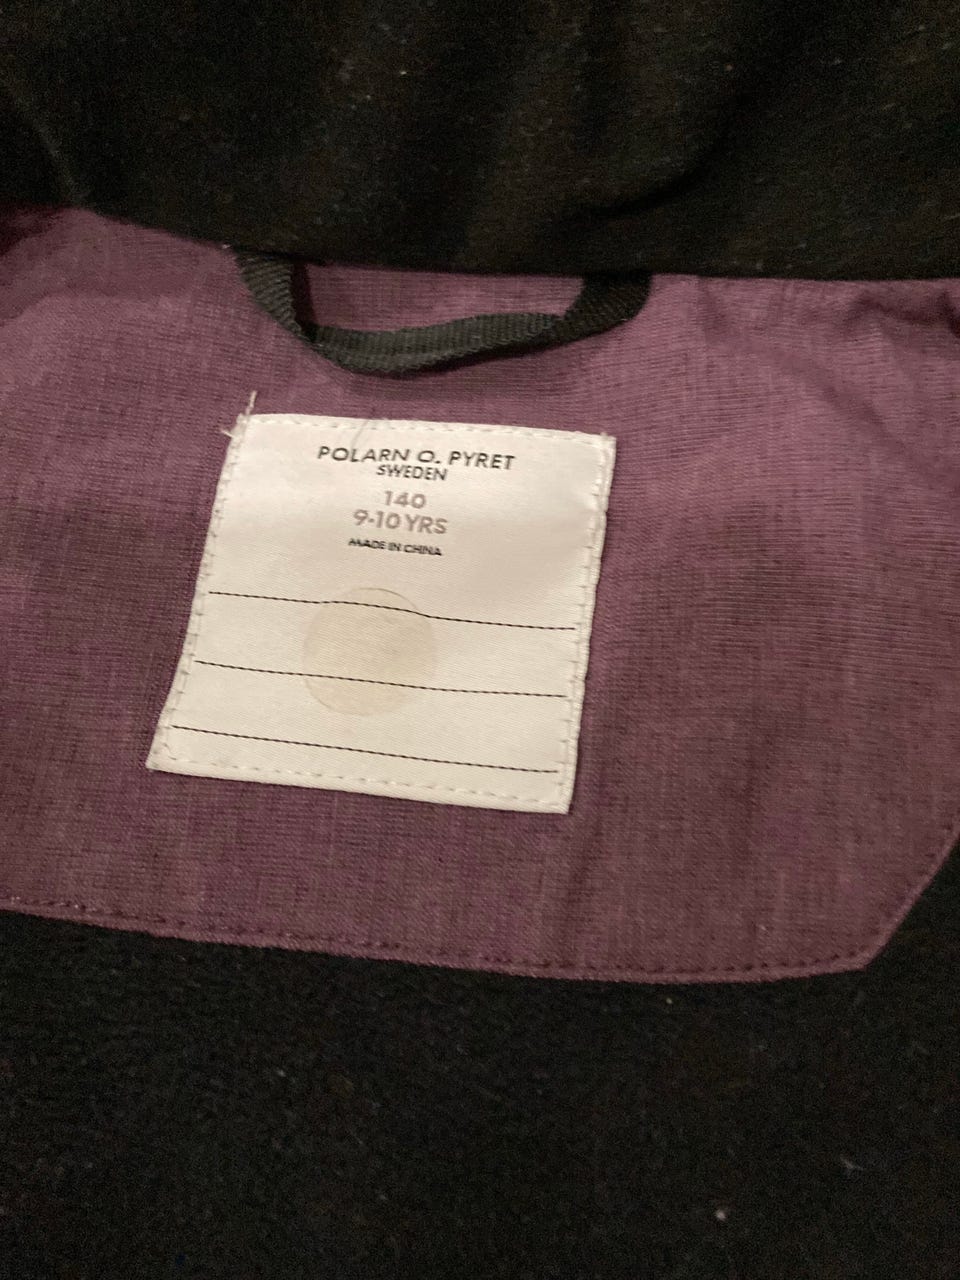 POLARN O. PYRET
SWEDEN
140
9-10 YRS
MADE IN CHINA